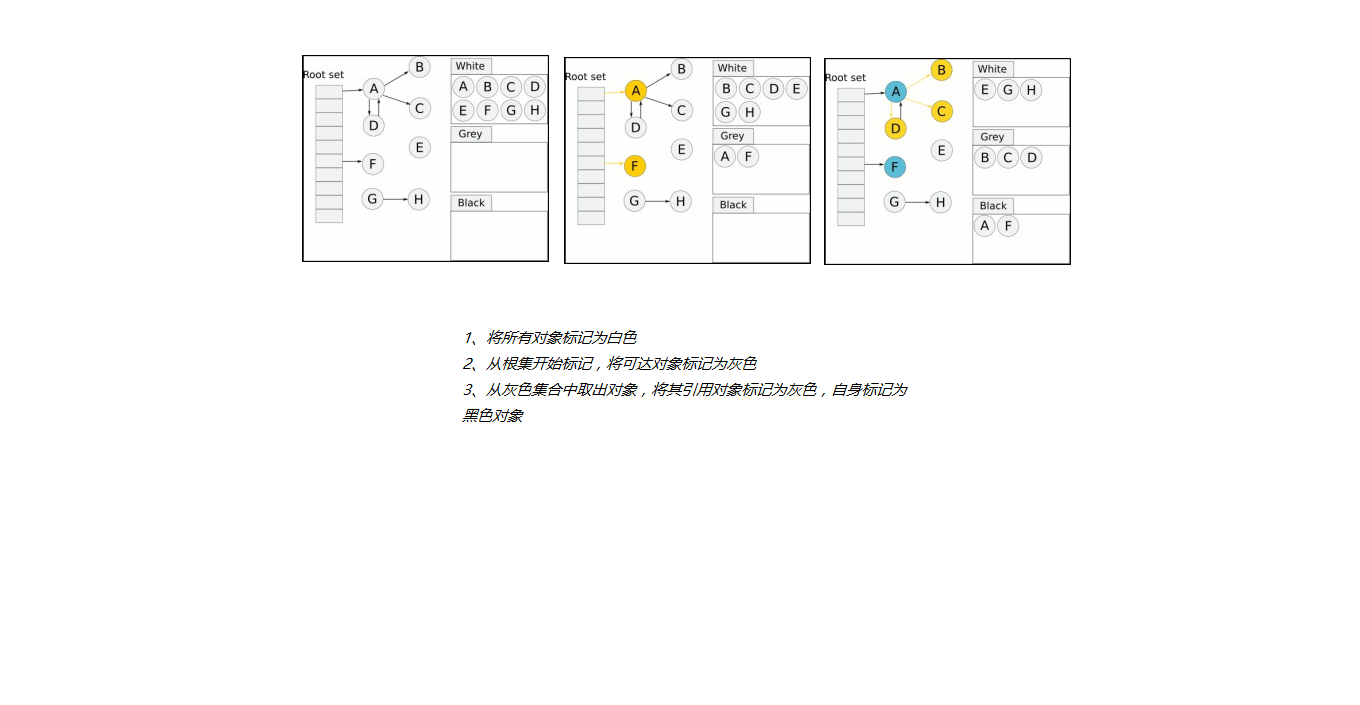 Root set
White
A B C D
E F G H
Grey
Black
A
B
C
D
E
F
G
H
Root set
White
B C D E
G H
Grey
A F
Black
A
B
C
D
E
F
G
H
Root set
White
E G H
Grey
B C D
Black
A F
A
B
C
D
E
F
G
H
1、将所有对象标记为白色
2、从根集开始标记，将可达对象标记为灰色
3、从灰色集合中取出对象，将其引用对象标记为灰色，自身标记为
黑色对象